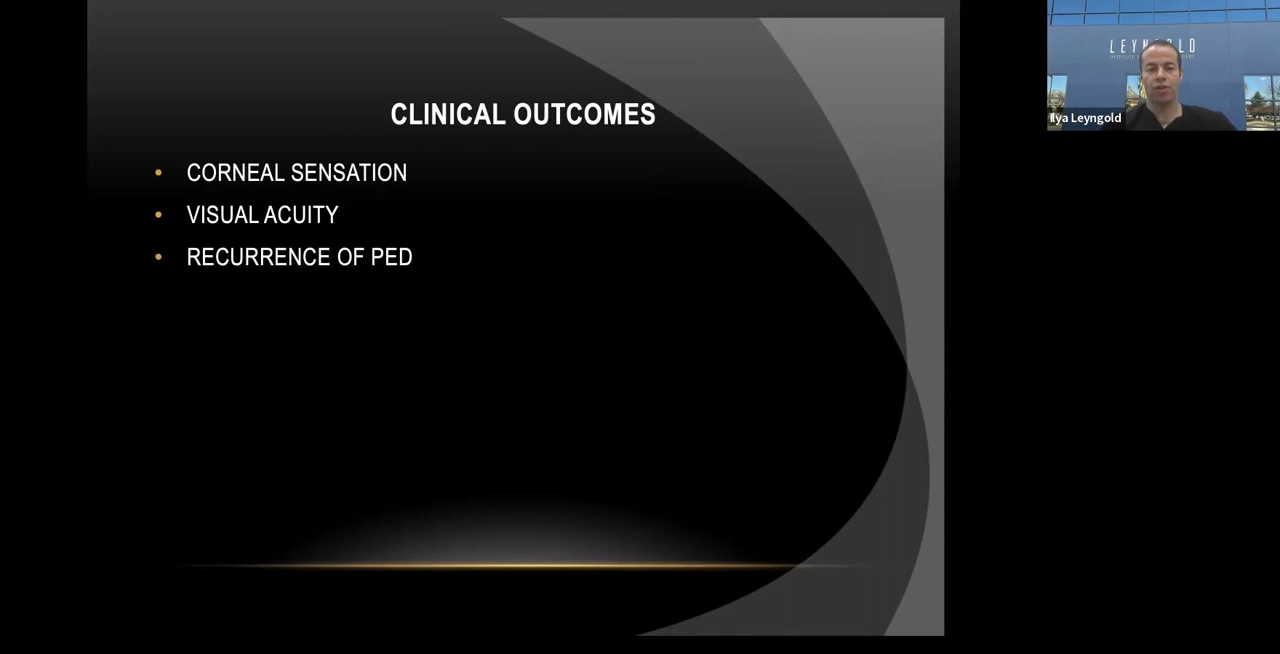 CLINICAL OUTCOMES
• CORNEAL SENSATION
• VISUAL ACUITY
• RECURRENCE OF PED
LEYNGOLD
Ilya Leyngold